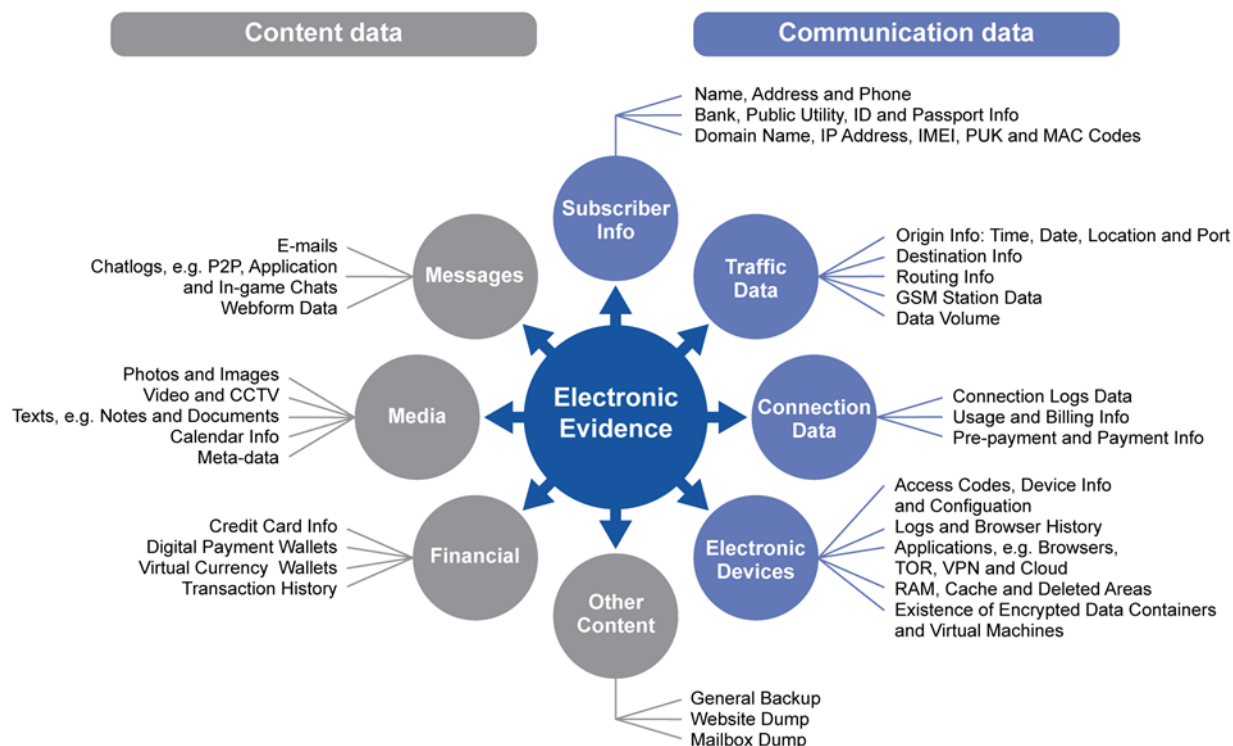 Content data
Communication data
Name, Address and Phone
Bank, Public Utility, ID and Passport Info
Domain Name, IP Address, IMEI, PUK and MAC Codes
Subscriber
Info
E-mails
Chatlogs, e.g. P2P, Application
and In-game Chats
Webform Data
Messages
Traffic
Data
Origin Info: Time, Date, Location and Port
Destination Info
Routing Info
GSM Station Data
Data Volume
Photos and Images
Video and CCTV
Texts, e.g. Notes and Documents
Calendar Info
Meta-data
Media
Electronic
Evidence
Connection
Data
Connection Logs Data
Usage and Billing Info
Pre-payment and Payment Info
Credit Card Info
Digital Payment Wallets
Virtual Currency Wallets
Transaction History
Financial
Other
Content
Electronic
Devices
Access Codes, Device Info
and Configuation
Logs and Browser History
Applications, e.g. Browsers,
TOR, VPN and Cloud
RAM, Cache and Deleted Areas
Existence of Encrypted Data Containers
and Virtual Machines
General Backup
Website Dump
Mailbox Dump